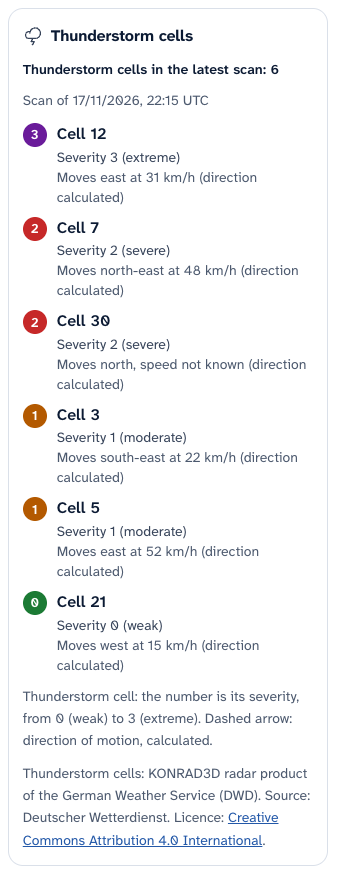 Thunderstorm cells
Thunderstorm cells in the latest scan: 6
Scan of 17/11/2026, 22:15 UTC
3 Cell 12
Severity 3 (extreme)
Moves east at 31 km/h (direction
calculated)
2 Cell 7
Severity 2 (severe)
Moves north-east at 48 km/h (direction
calculated)
2 Cell 30
Severity 2 (severe)
Moves north, speed not known (direction
calculated)
1 Cell 3
Severity 1 (moderate)
Moves south-east at 22 km/h (direction
calculated)
1 Cell 5
Severity 1 (moderate)
Moves east at 52 km/h (direction
calculated)
0 Cell 21
Severity 0 (weak)
Moves west at 15 km/h (direction
calculated)
Thunderstorm cell: the number is its severity,
from 0 (weak) to 3 (extreme). Dashed arrow:
direction of motion, calculated.
Thunderstorm cells: KONRAD3D radar product
of the German Weather Service (DWD). Source:
Deutscher Wetterdienst. Licence: Creative
Commons Attribution 4.0 International.